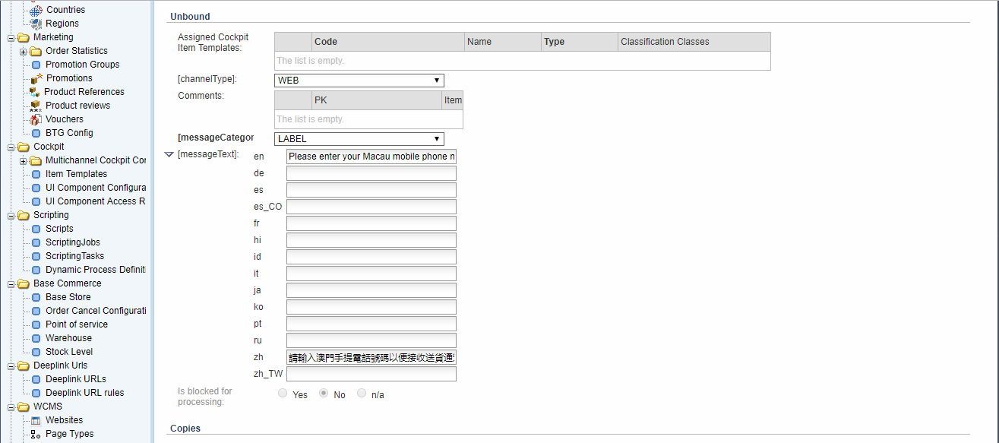 Countries
Regions
Marketing
Order Statistics
Promotion Groups
Promotions
Product References
Product reviews
Vouchers
BTG Config
Cockpit
Multichannel Cockpit Cor
Item Templates
UI Component Configura
UI Component Access R
Scripting
Scripts
ScriptingJobs
ScriptingTasks
Dynamic Process Definiti
Base Commerce
Base Store
Order Cancel Configurati
Point of service
Warehouse
Stock Level
Deeplink Urls
Deeplink URLs
Deeplink URL rules
WCMS
Websites
Page Types
Unbound
Assigned Cockpit
Item Templates:
Code Name Type Classification Classes
The list is empty.
[channelType]: WEB
Comments: PK Item
The list is empty.
[messageCategor LABEL
[messageText]: en Please enter your Macau mobile phone n
de
es
es_CO
fr
hi
id
it
ja
ko
pt
ru
zh 請輸入澳門手提電話號碼以便接收送貨通
zh_TW
Is blocked for
processing:
Yes No n/a
Copies